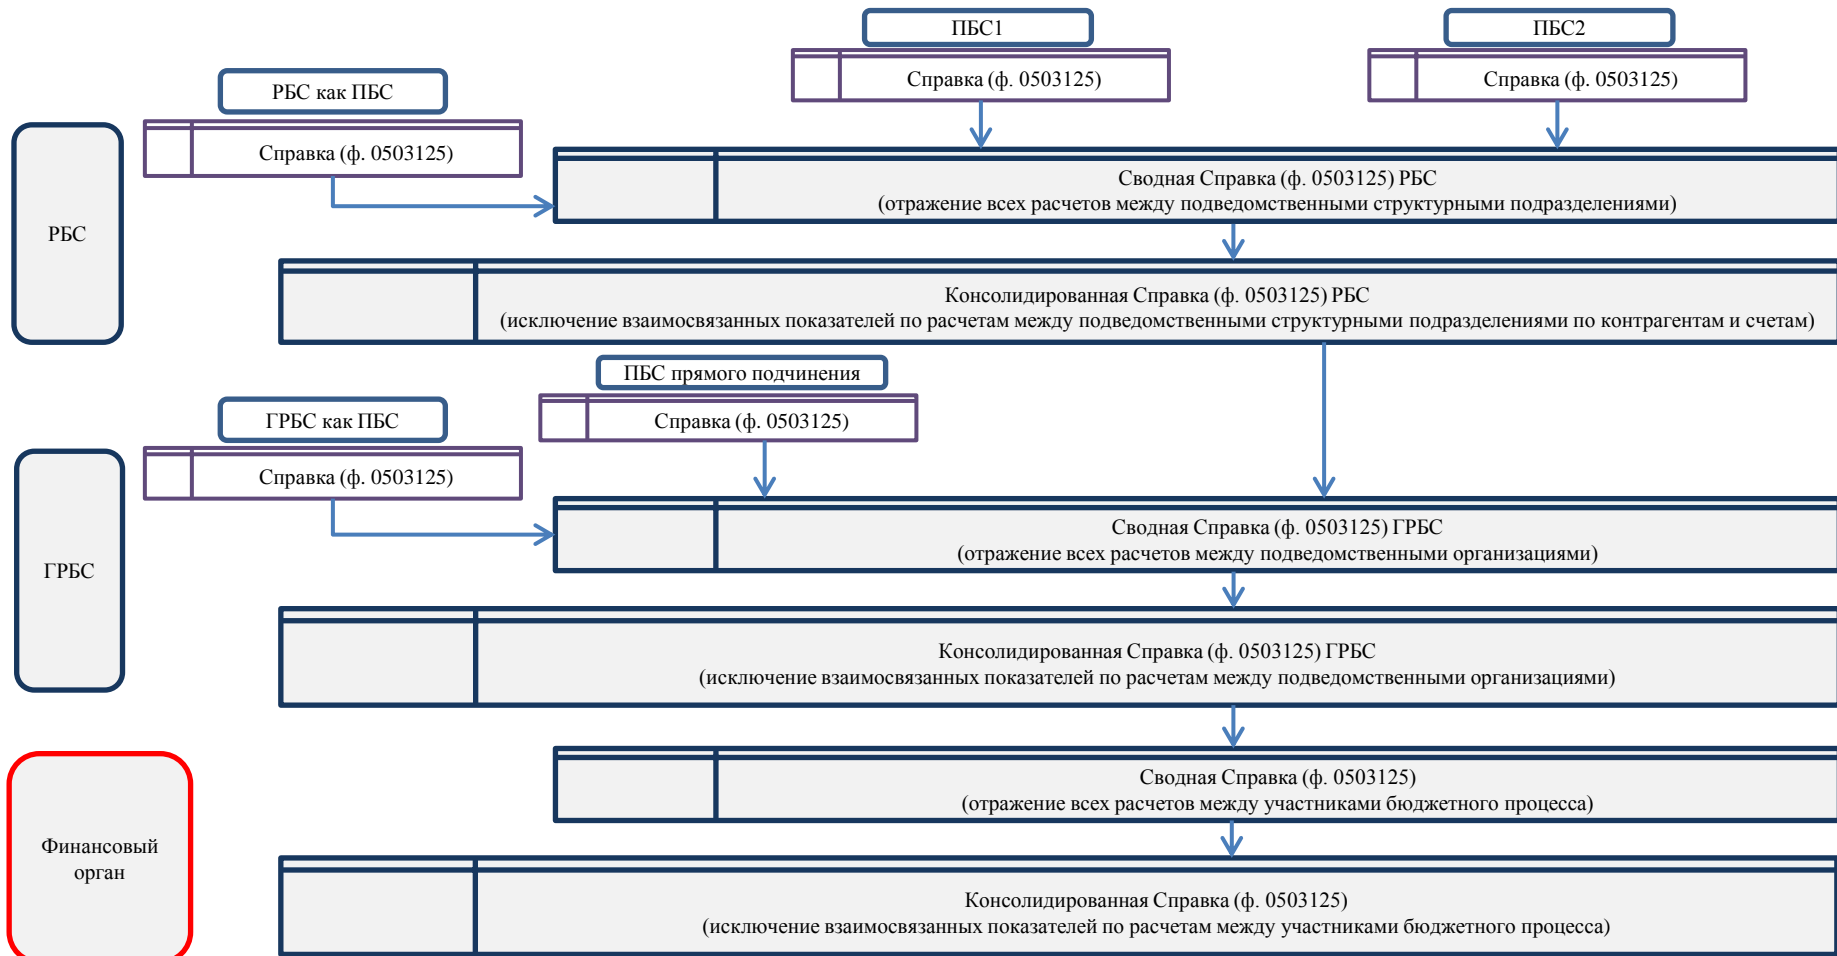 ПБС1
ПБС2
Справка (ф. 0503125)
Справка (ф. 0503125)
РБС как ПБС
Справка (ф. 0503125)
РБС
Сводная Справка (ф. 0503125) РБС
(отражение всех расчетов между подведомственными структурными подразделениями)
Консолидированная Справка (ф. 0503125) РБС
(исключение взаимосвязанных показателей по расчетам между подведомственными структурными подразделениями по контрагентам и счетам)
ПБС прямого подчинения
Справка (ф. 0503125)
ГРБС как ПБС
Справка (ф. 0503125)
ГРБС
Сводная Справка (ф. 0503125) ГРБС
(отражение всех расчетов между подведомственными организациями)
Консолидированная Справка (ф. 0503125) ГРБС
(исключение взаимосвязанных показателей по расчетам между подведомственными организациями)
Финансовый
орган
Сводная Справка (ф. 0503125)
(отражение всех расчетов между участниками бюджетного процесса)
Консолидированная Справка (ф. 0503125)
(исключение взаимосвязанных показателей по расчетам между участниками бюджетного процесса)